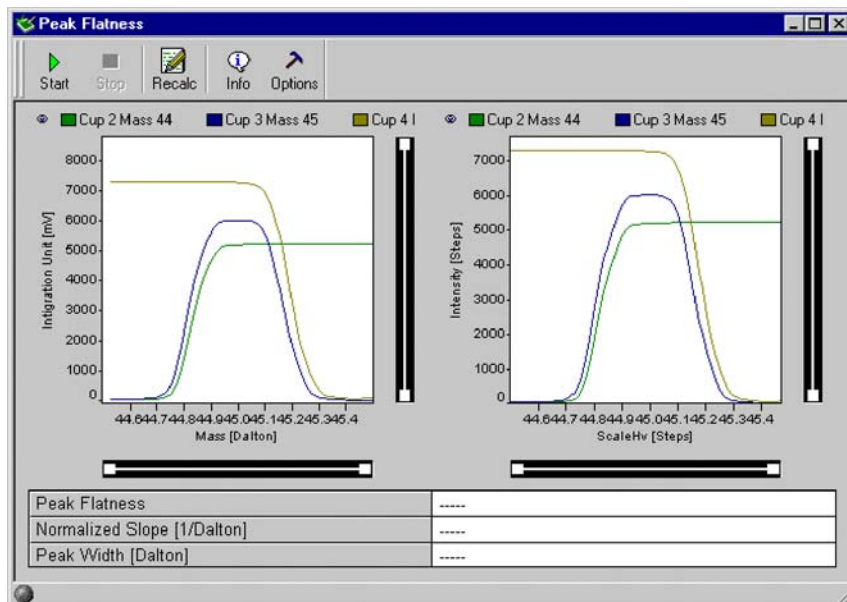 Peak Flatness
Start Stop Recalc Info Options
Cup 2 Mass 44 Cup 3 Mass 45 Cup 4 I
8000
7000
6000
5000
4000
3000
2000
1000
0
Intigration Unit [mV]
44.644.744.844.945.045.145.245.345.4
Mass [Dalton]
Cup 2 Mass 44 Cup 3 Mass 45 Cup 4 I
7000
6000
5000
4000
3000
2000
1000
0
Intensity [Steps]
44.644.744.844.945.045.145.245.345.4
ScaleHv [Steps]
Peak Flatness -----
Normalized Slope [1/Dalton] -----
Peak Width [Dalton] -----